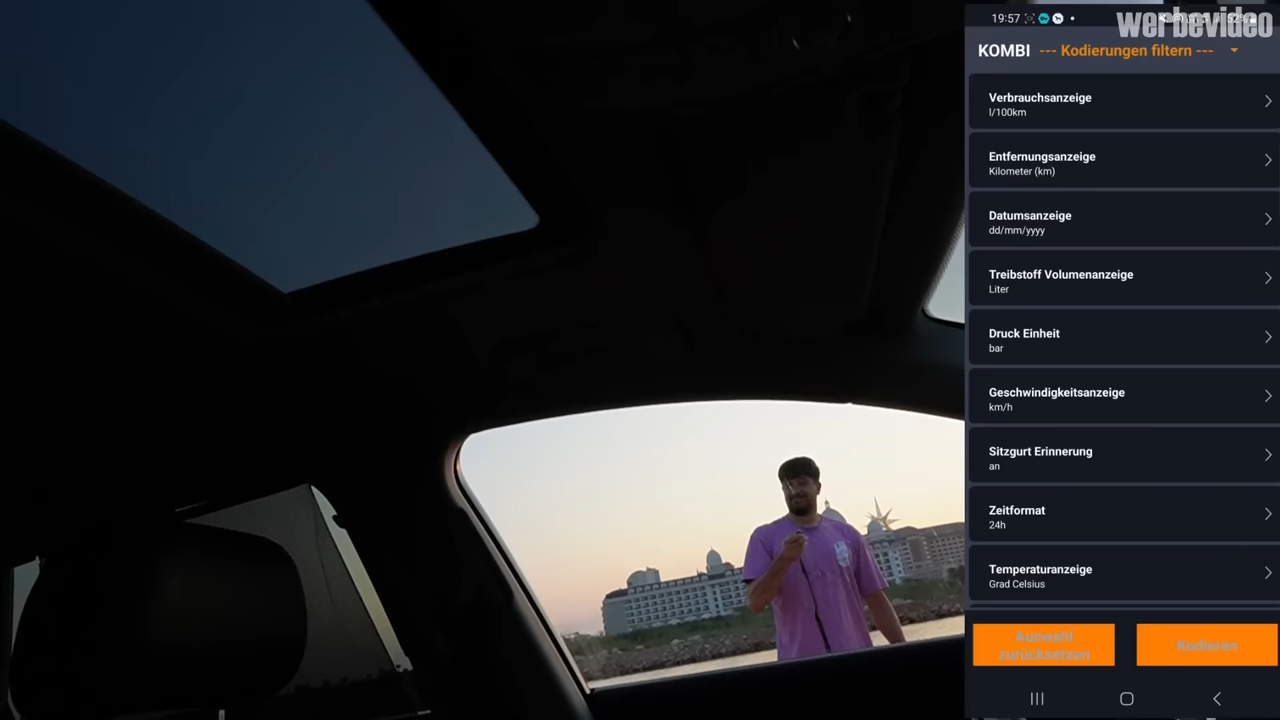 werbevideo
19:57
52%
KOMBI --- Kodierungen filtern ---
Verbrauchsanzeige
l/100km
Entfernungsanzeige
Kilometer (km)
Datumsanzeige
dd/mm/yyyy
Treibstoff Volumenanzeige
Liter
Druck Einheit
bar
Geschwindigkeitsanzeige
km/h
Sitzgurt Erinnerung
an
Zeitformat
24h
Temperaturanzeige
Grad Celsius
Auswahl
zurücksetzen
Kodieren